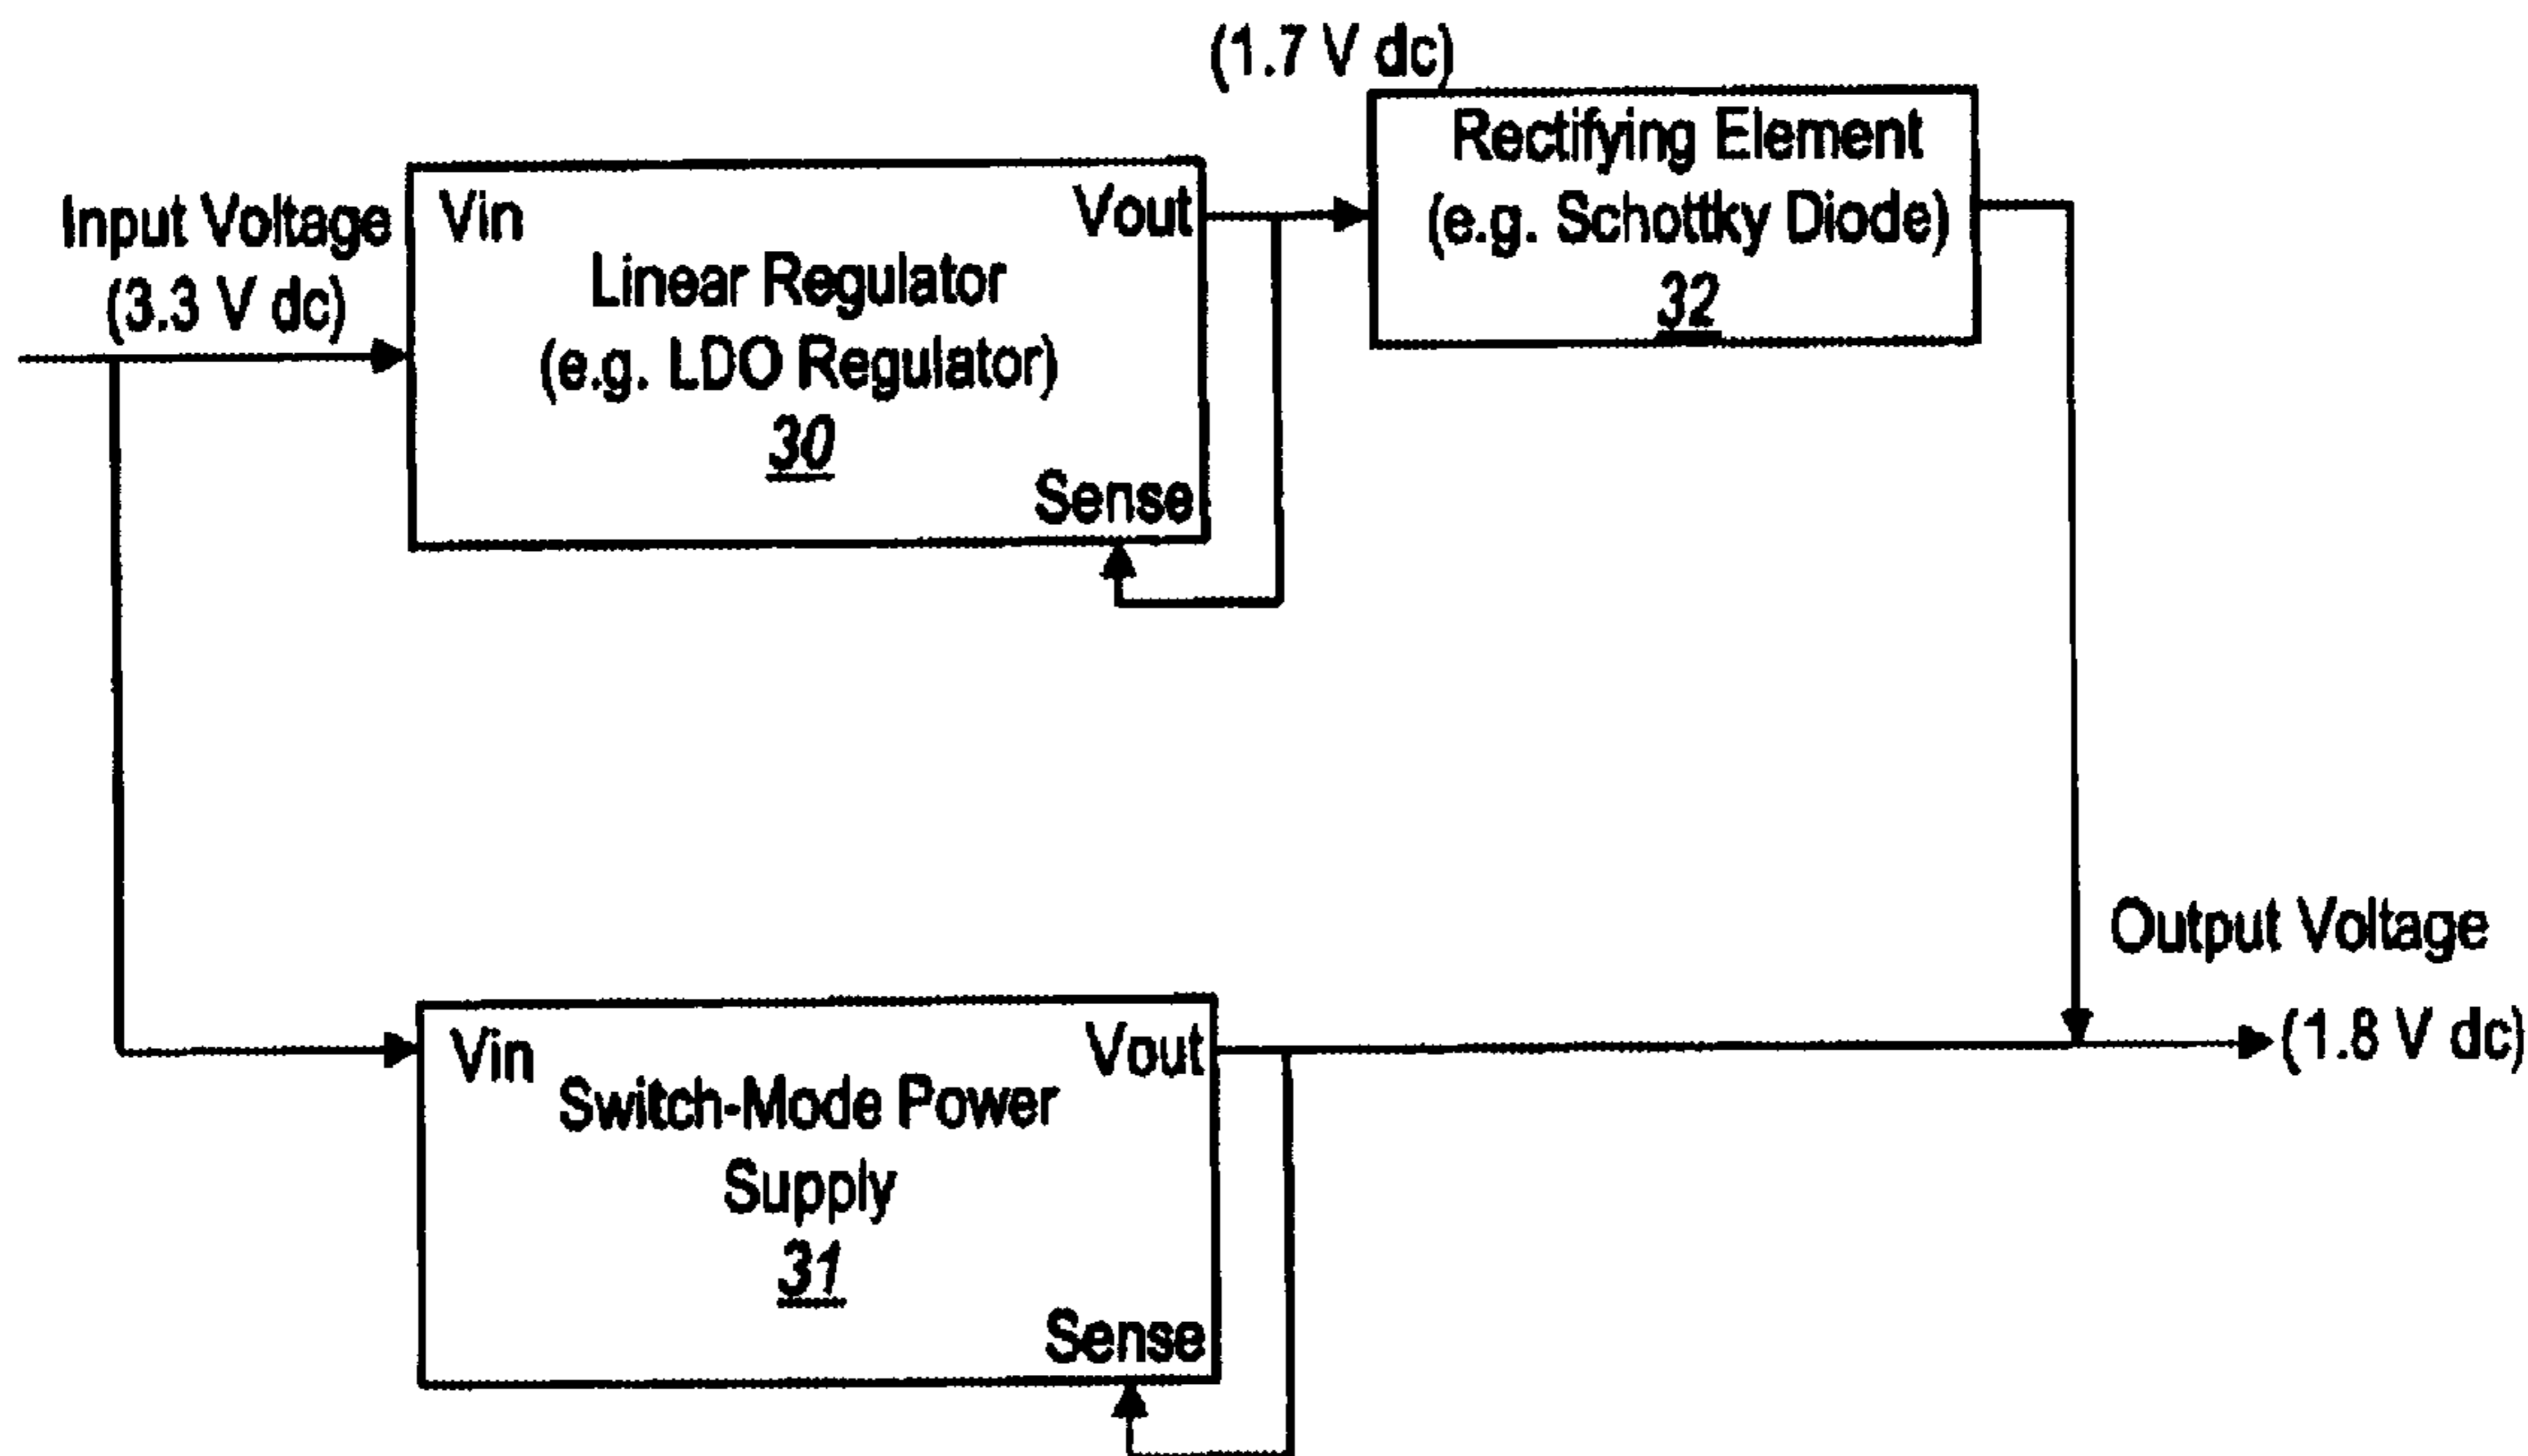 (1.7 V dc)
Rectifying Element
(e.g. Schottky Diode)
32
Input Voltage
(3.3 V dc)
Vin
Vout
Linear Regulator
(e.g. LDO Regulator)
30
Sense
Output Voltage
(1.8 V dc)
Vin
Vout
Switch-Mode Power
Supply
31
Sense